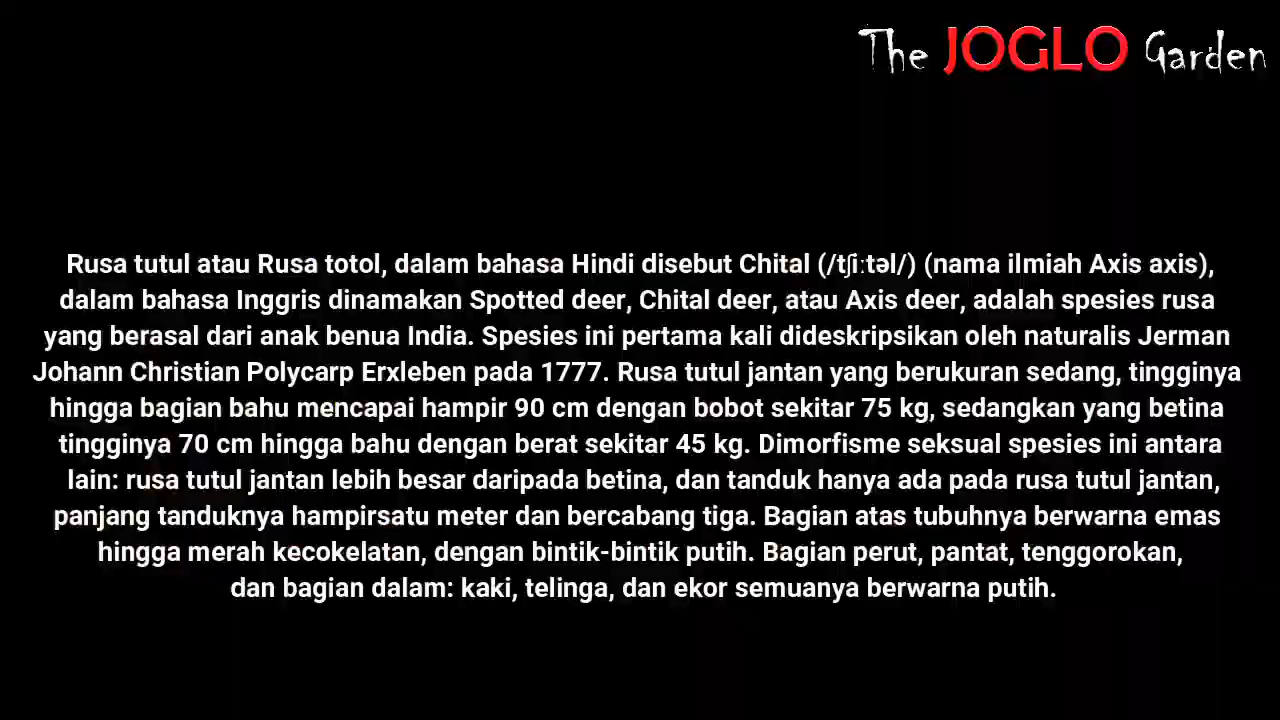 The JOGLO Garden
Rusa tutul atau Rusa totol, dalam bahasa Hindi disebut Chital (/tʃiːtəl/) (nama ilmiah Axis axis),
dalam bahasa Inggris dinamakan Spotted deer, Chital deer, atau Axis deer, adalah spesies rusa
yang berasal dari anak benua India. Spesies ini pertama kali dideskripsikan oleh naturalis Jerman
Johann Christian Polycarp Erxleben pada 1777. Rusa tutul jantan yang berukuran sedang, tingginya
hingga bagian bahu mencapai hampir 90 cm dengan bobot sekitar 75 kg, sedangkan yang betina
tingginya 70 cm hingga bahu dengan berat sekitar 45 kg. Dimorfisme seksual spesies ini antara
lain: rusa tutul jantan lebih besar daripada betina, dan tanduk hanya ada pada rusa tutul jantan,
panjang tanduknya hampirsatu meter dan bercabang tiga. Bagian atas tubuhnya berwarna emas
hingga merah kecokelatan, dengan bintik-bintik putih. Bagian perut, pantat, tenggorokan,
dan bagian dalam: kaki, telinga, dan ekor semuanya berwarna putih.